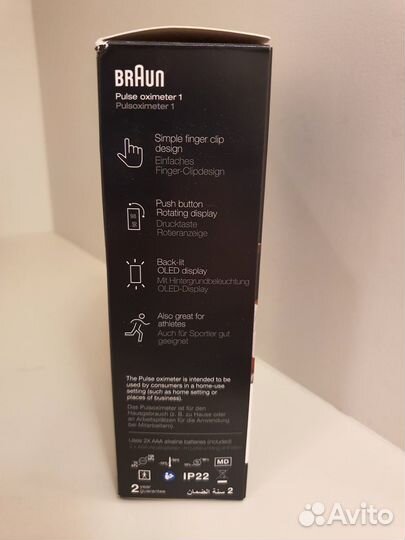 BRAUN
Pulse oximeter 1
Pulsoximeter 1
Simple finger clip
design
Einfaches
Finger-Clipdesign
Push button
Rotating display
Drucktaste
Rotieranzeige
Back-lit
OLED display
Mit Hintergrundbeleuchtung
OLED-Display
Also great for
athletes
Auch für Sportler gut
geeignet
The Pulse oximeter is intended to be
used by consumers in a home-use
setting (such as home setting or
places of business).
Das Pulsoximeter ist für den
Hausgebrauch (z. B. zu Hause oder
an Arbeitsplätzen für die Anwendung
bei Mitarbeitern).
Uses 2X AAA alkaline batteries (included)
MD
IP22
2 year guarantee
2 سنة الضمان
Avito